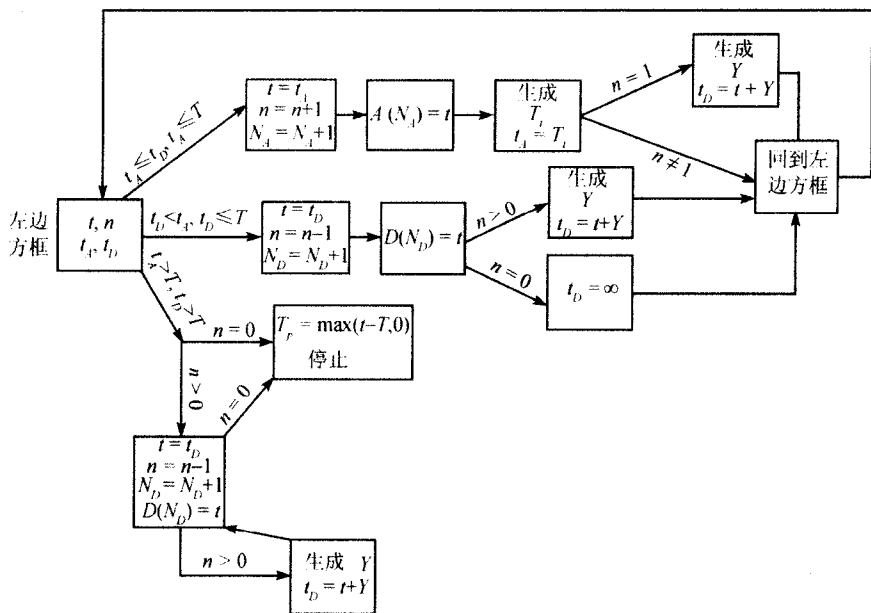 生成
Y
t_D = t + Y
n = 1
t = t_A
n = n+1
N_A = N_A+1
A(N_A) = t
生成
T_t
t_A = T_t
n ≠ 1
t_A ≤ t_D, t_A ≤ T
回到左
边方框
左边
方框
t, n
t_A, t_D
t_D < t_A, t_D ≤ T
t = t_D
n = n−1
N_D = N_D+1
D(N_D) = t
n > 0
生成
Y
t_D = t+Y
n = 0
t_D = ∞
t_A > T, t_D > T
n = 0
T_r = max(t−T,0)
停止
n > 0
n = 0
t = t_D
n = n−1
N_D = N_D+1
D(N_D) = t
n > 0
生成 Y
t_D = t+Y